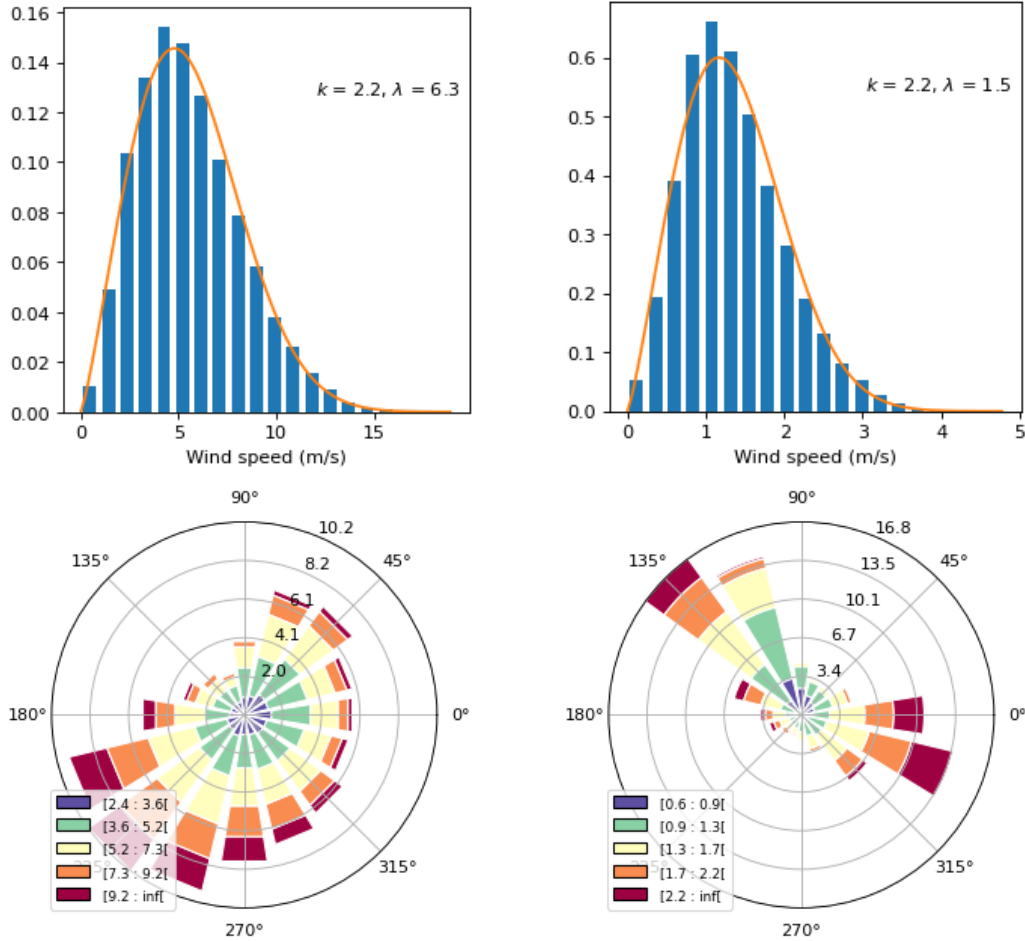 0.16
0.14
0.12
0.10
0.08
0.06
0.04
0.02
0.00
k = 2.2, λ = 6.3
0 5 10 15
Wind speed (m/s)
0.6
0.5
0.4
0.3
0.2
0.1
0.0
k = 2.2, λ = 1.5
0 1 2 3 4 5
Wind speed (m/s)
90°
10.2
135° 8.2 45°
6.1
4.1
2.0
180° 0°
[2.4 : 3.6[
[3.6 : 5.2[
[5.2 : 7.3[
[7.3 : 9.2[
[9.2 : inf[
225° 315°
270°
90°
16.8
135° 13.5 45°
10.1
6.7
3.4
180° 0°
[0.6 : 0.9[
[0.9 : 1.3[
[1.3 : 1.7[
[1.7 : 2.2[
[2.2 : inf[
225° 315°
270°